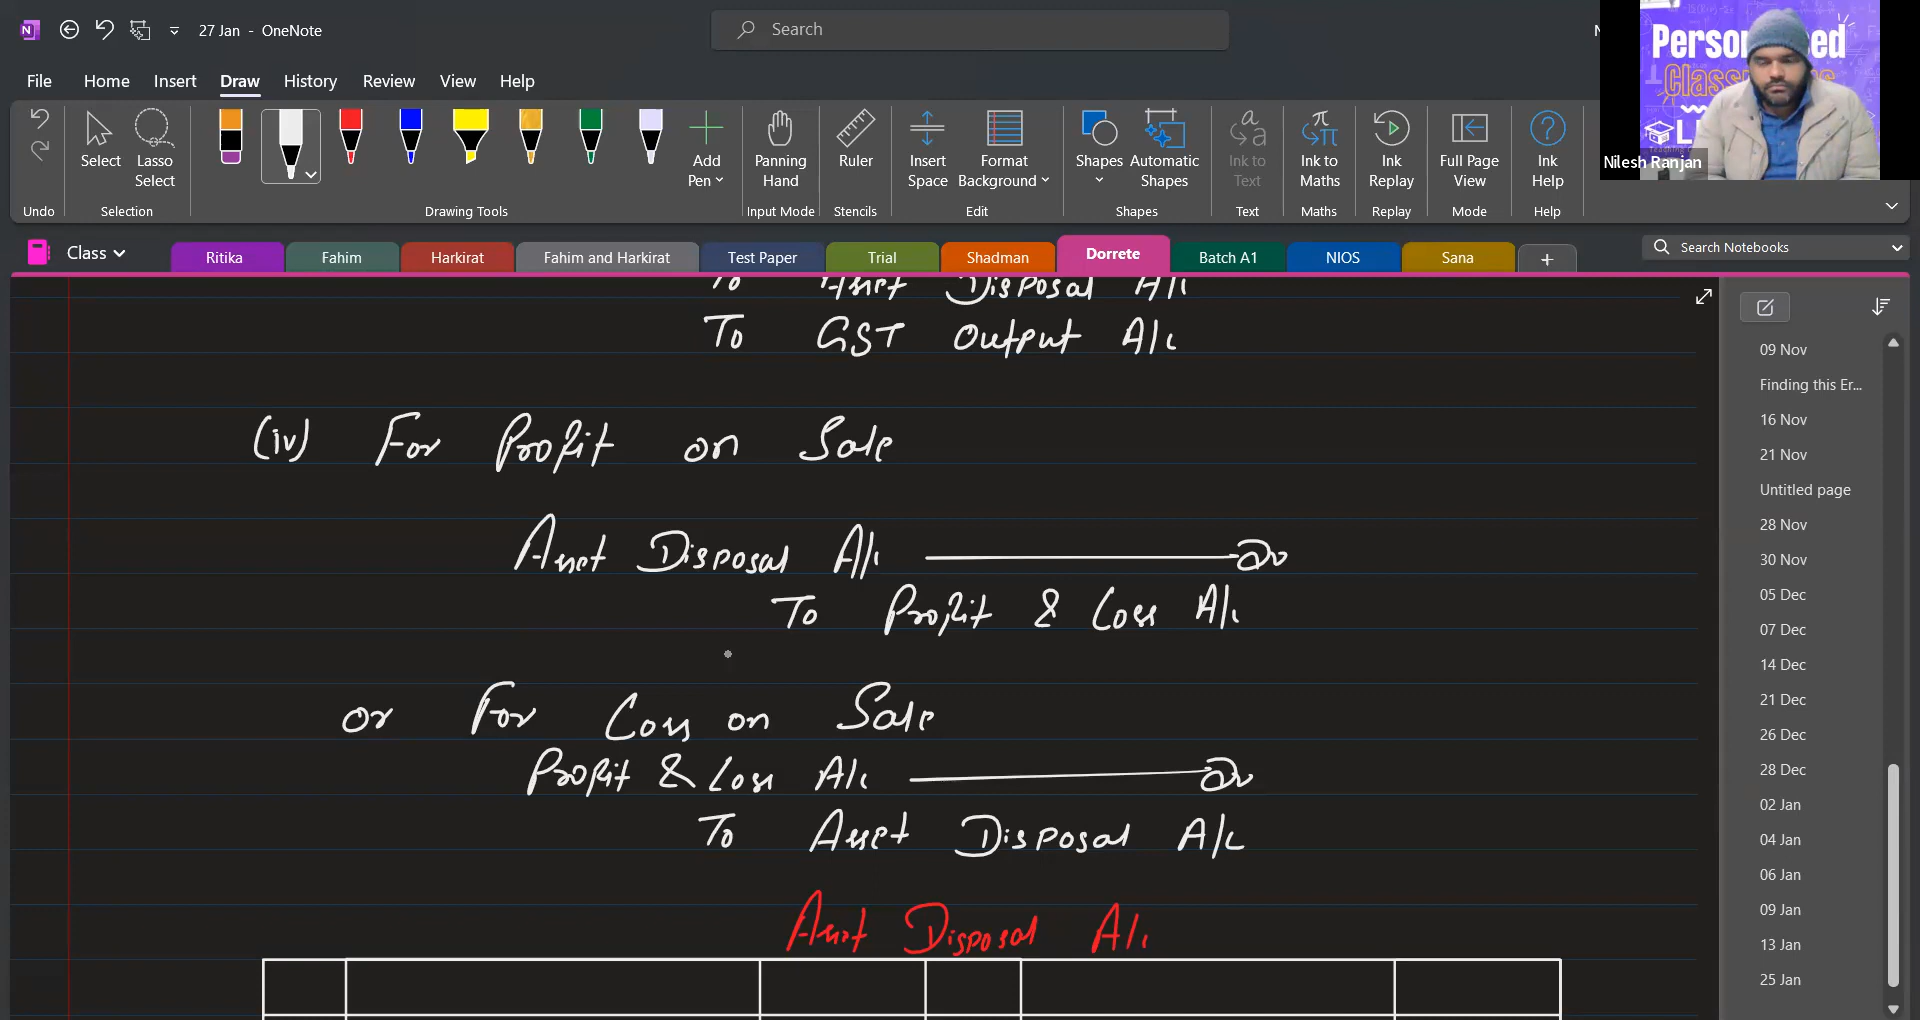 27 Jan - OneNote
Search
File Home Insert Draw History Review View Help
Undo
Select
Lasso Select
Selection
Drawing Tools
Add Pen
Panning Hand
Input Mode
Ruler
Stencils
Insert Space
Format Background
Edit
Shapes
Automatic Shapes
Shapes
Ink to Text
Text
Ink to Maths
Maths
Ink Replay
Replay
Full Page View
Mode
Ink Help
Help
Nilesh Ranjan
Class
Ritika Fahim Harkirat Fahim and Harkirat Test Paper Trial Shadman Dorrete Batch A1 NIOS Sana +
Search Notebooks
To Asset Disposal A/c
To GST Output A/c
(iv) For Profit on Sale
Asset Disposal A/c Dr
To Profit & Loss A/c
or For Loss on Sale
Profit & Loss A/c Dr
To Asset Disposal A/c
Asset Disposal A/c
09 Nov
Finding this Er...
16 Nov
21 Nov
Untitled page
28 Nov
30 Nov
05 Dec
07 Dec
14 Dec
21 Dec
26 Dec
28 Dec
02 Jan
04 Jan
06 Jan
09 Jan
13 Jan
25 Jan